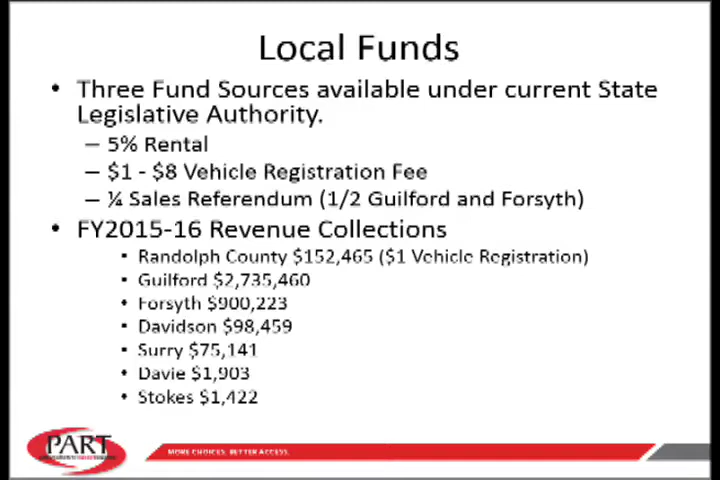 Local Funds
• Three Fund Sources available under current State
Legislative Authority.
– 5% Rental
– $1 - $8 Vehicle Registration Fee
– ¼ Sales Referendum (1/2 Guilford and Forsyth)
• FY2015-16 Revenue Collections
• Randolph County $152,465 ($1 Vehicle Registration)
• Guilford $2,735,460
• Forsyth $900,223
• Davidson $98,459
• Surry $75,141
• Davie $1,903
• Stokes $1,422
PART
MORE CHOICES. BETTER ACCESS.